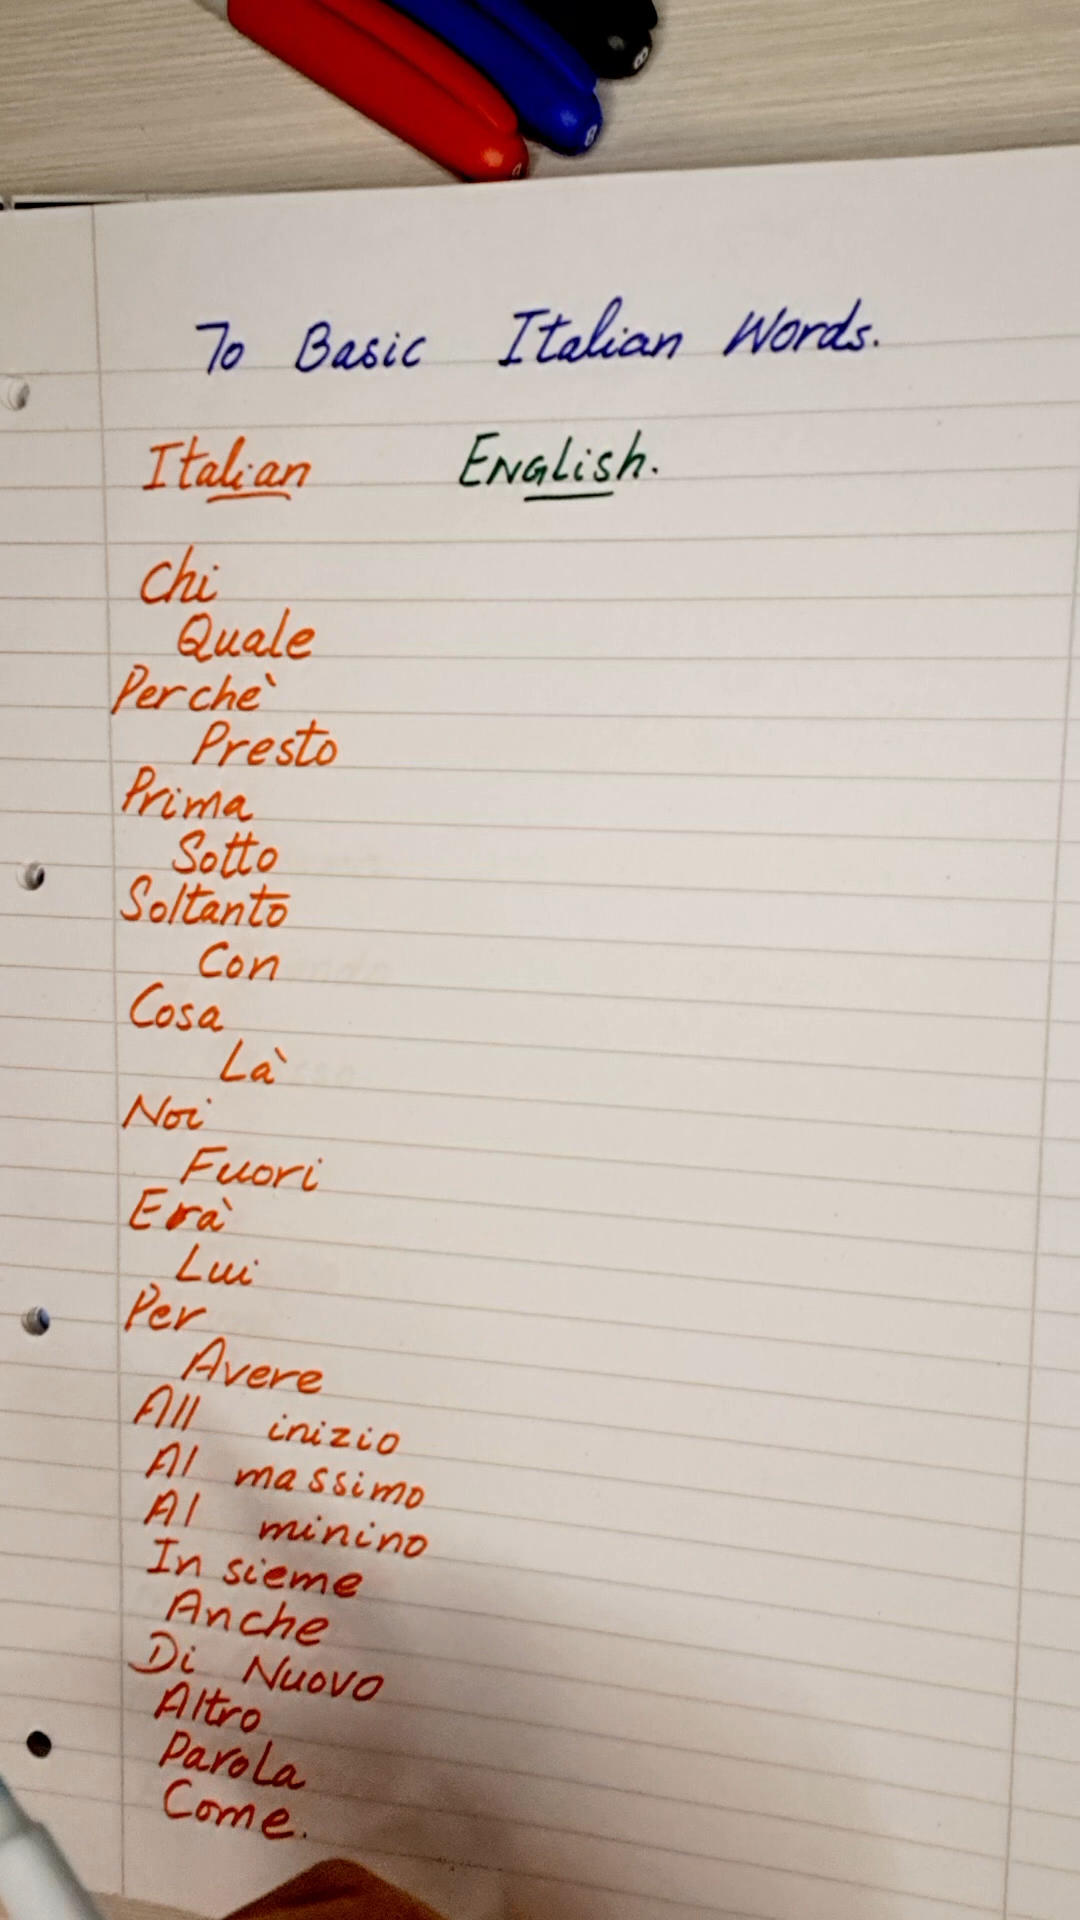 70 Basic Italian Words.
Italian English.
Chi
Quale
Perchè
Presto
Prima
Sotto
Soltanto
Con
Cosa
Là
Noi
Fuori
Erà
Lui
Per
Avere
All inizio
Al massimo
Al minino
In sieme
Anche
Di Nuovo
Altro
Parola
Come.